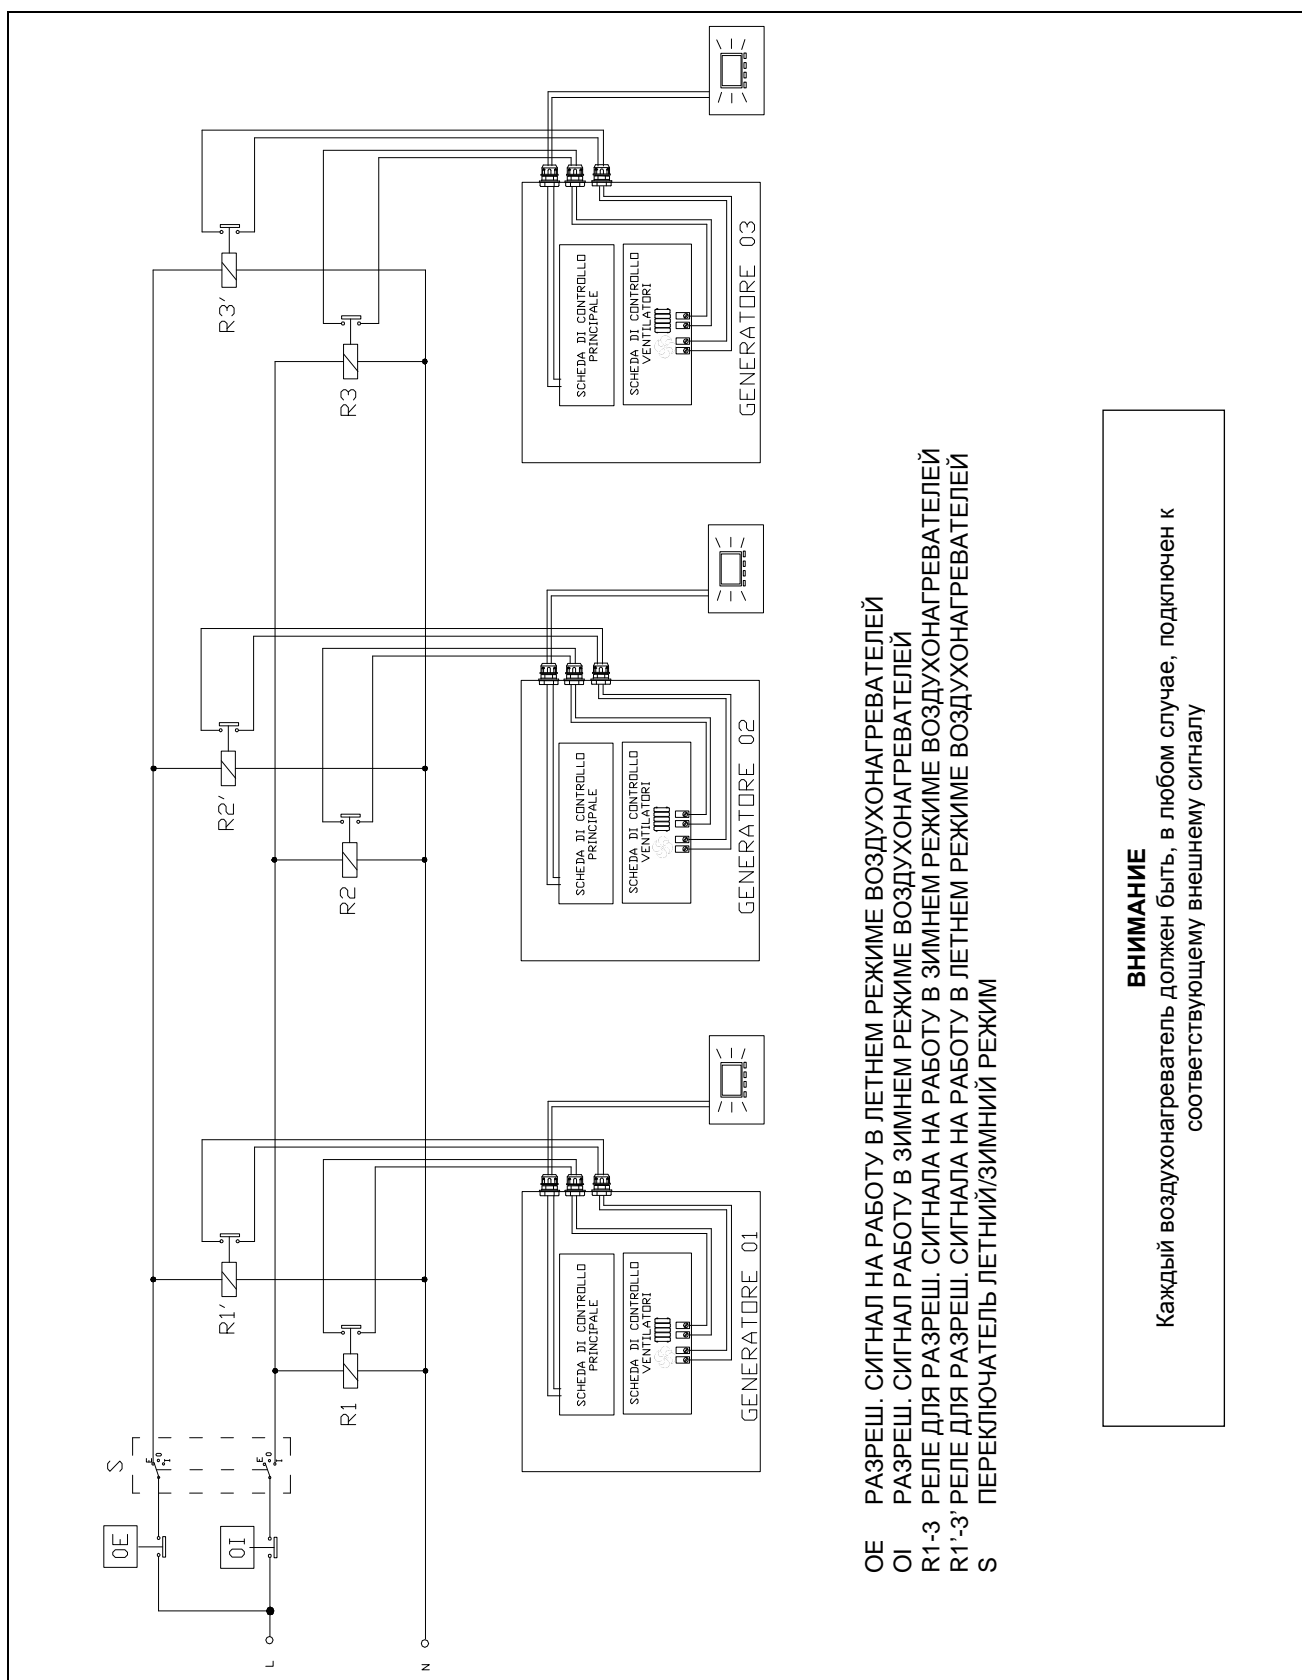 L
N
OE
OI
S
E
O
I
E
O
I
R1'
R1
R2'
R2
R3'
R3
SCHEDA DI CONTROLLO
PRINCIPALE
SCHEDA DI CONTROLLO
VENTILATORI
GENERATORE 01
SCHEDA DI CONTROLLO
PRINCIPALE
SCHEDA DI CONTROLLO
VENTILATORI
GENERATORE 02
SCHEDA DI CONTROLLO
PRINCIPALE
SCHEDA DI CONTROLLO
VENTILATORI
GENERATORE 03
OE РАЗРЕШ. СИГНАЛ НА РАБОТУ В ЛЕТНЕМ РЕЖИМЕ ВОЗДУХОНАГРЕВАТЕЛЕЙ
OI РАЗРЕШ. СИГНАЛ РАБОТУ В ЗИМНЕМ РЕЖИМЕ ВОЗДУХОНАГРЕВАТЕЛЕЙ
R1-3 РЕЛЕ ДЛЯ РАЗРЕШ. СИГНАЛА НА РАБОТУ В ЗИМНЕМ РЕЖИМЕ ВОЗДУХОНАГРЕВАТЕЛЕЙ
R1'-3' РЕЛЕ ДЛЯ РАЗРЕШ. СИГНАЛА НА РАБОТУ В ЛЕТНЕМ РЕЖИМЕ ВОЗДУХОНАГРЕВАТЕЛЕЙ
S ПЕРЕКЛЮЧАТЕЛЬ ЛЕТНИЙ/ЗИМНИЙ РЕЖИМ
ВНИМАНИЕ
Каждый воздухонагреватель должен быть, в любом случае, подключен к
соответствующему внешнему сигналу